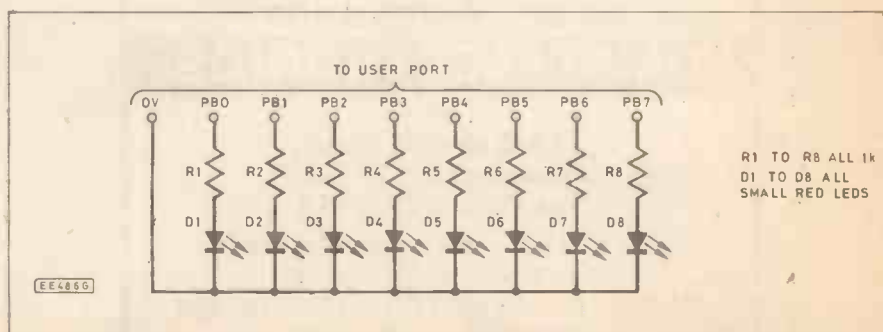 TO USER PORT
0V PB0 PB1 PB2 PB3 PB4 PB5 PB6 PB7
R1 R2 R3 R4 R5 R6 R7 R8
D1 D2 D3 D4 D5 D6 D7 D8
R1 TO R8 ALL 1k
D1 TO D8 ALL
SMALL RED LEDS
EE486G